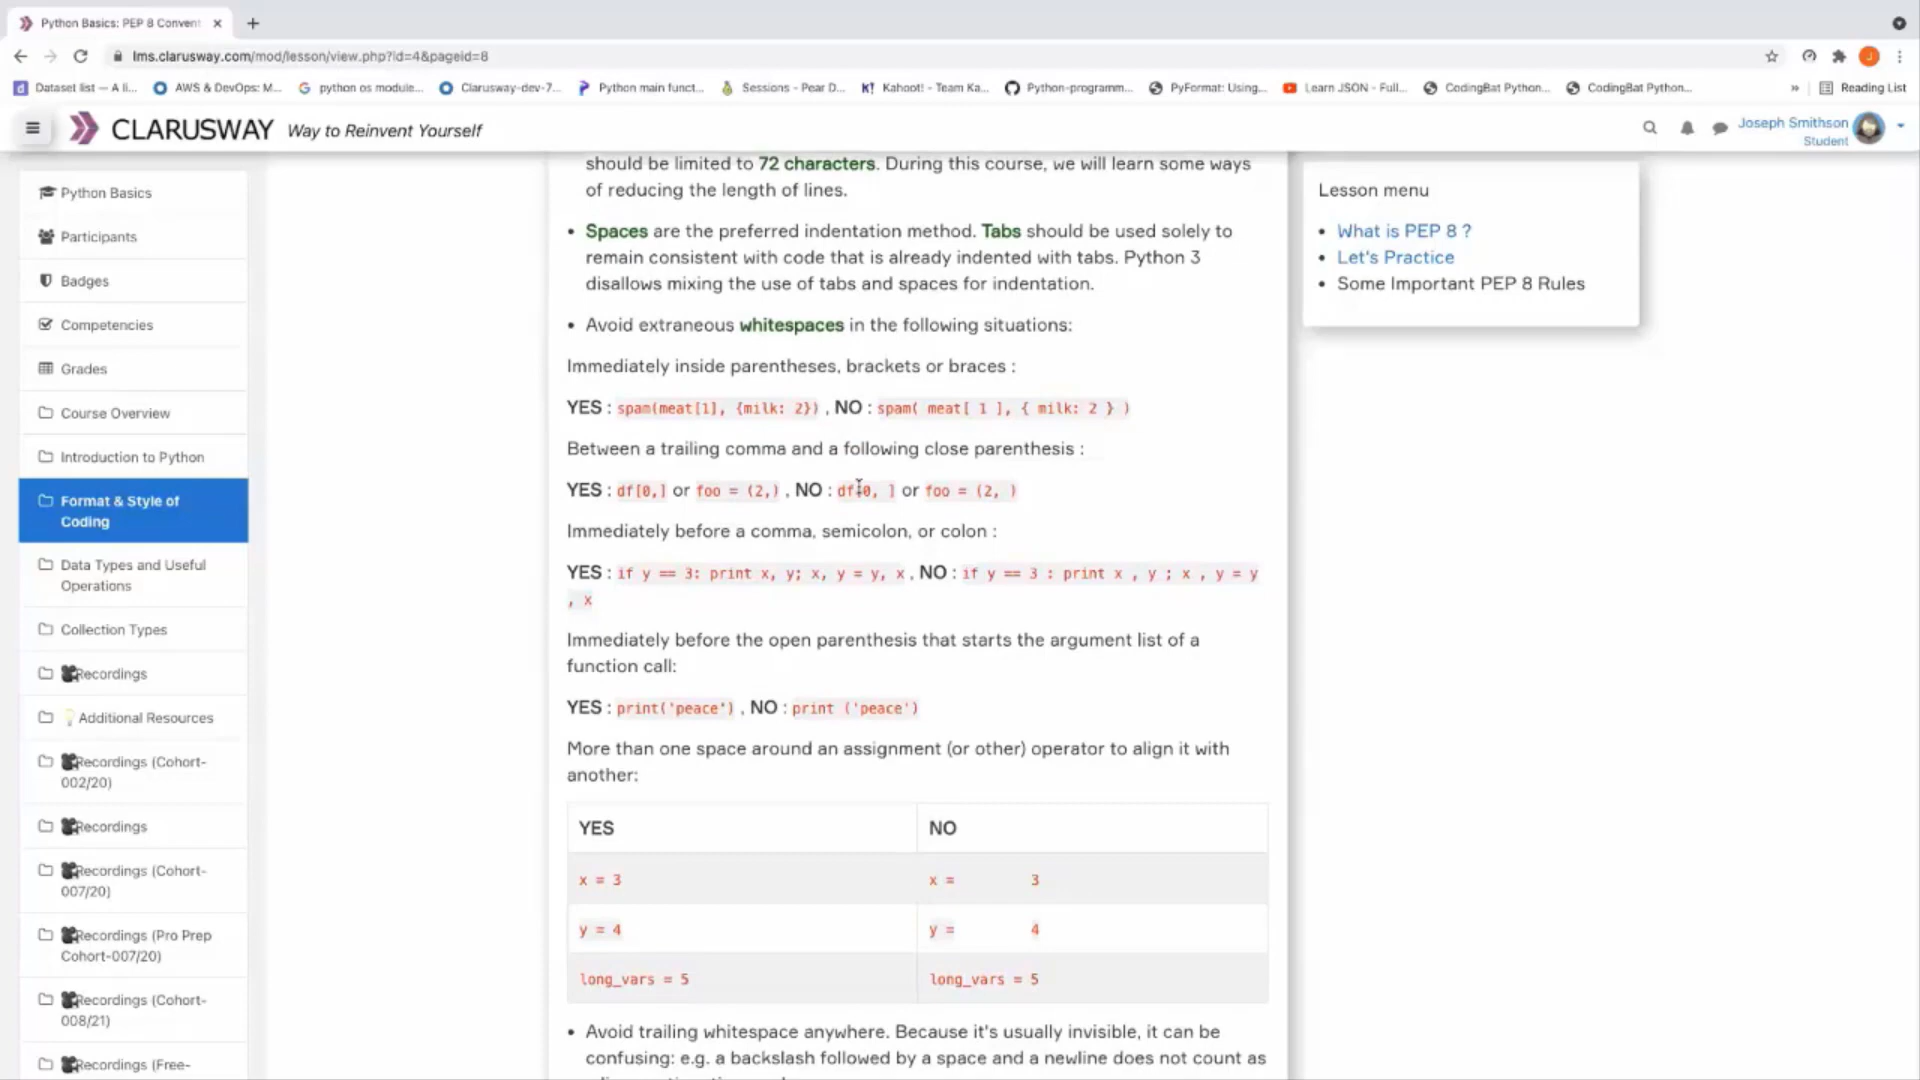 Python Basics: PEP 8 Convent
lms.clarusway.com/mod/lesson/view.php?id=4&pageid=8
Dataset list — A li... AWS & DevOps: M... python os module... Clarusway-dev-7... Python main funct... Sessions - Pear D... Kahoot! - Team Ka... Python-programm... PyFormat: Using... Learn JSON - Full... CodingBat Python... CodingBat Python... » Reading List
CLARUSWAY Way to Reinvent Yourself
Joseph Smithson
Student
Python Basics
Participants
Badges
Competencies
Grades
Course Overview
Introduction to Python
Format & Style of
Coding
Data Types and Useful
Operations
Collection Types
Recordings
Additional Resources
Recordings (Cohort-
002/20)
Recordings
Recordings (Cohort-
007/20)
Recordings (Pro Prep
Cohort-007/20)
Recordings (Cohort-
008/21)
Recordings (Free-
should be limited to 72 characters. During this course, we will learn some ways
of reducing the length of lines.
• Spaces are the preferred indentation method. Tabs should be used solely to
remain consistent with code that is already indented with tabs. Python 3
disallows mixing the use of tabs and spaces for indentation.
• Avoid extraneous whitespaces in the following situations:
Immediately inside parentheses, brackets or braces :
YES : spam(meat[1], {milk: 2}) , NO : spam( meat[ 1 ], { milk: 2 } )
Between a trailing comma and a following close parenthesis :
YES : df[0,] or foo = (2,) , NO : df[0, ] or foo = (2, )
Immediately before a comma, semicolon, or colon :
YES : if y == 3: print x, y; x, y = y, x , NO : if y == 3 : print x , y ; x , y = y
, x
Immediately before the open parenthesis that starts the argument list of a
function call:
YES : print('peace') , NO : print ('peace')
More than one space around an assignment (or other) operator to align it with
another:
YES NO
x = 3 x = 3
y = 4 y = 4
long_vars = 5 long_vars = 5
• Avoid trailing whitespace anywhere. Because it's usually invisible, it can be
confusing: e.g. a backslash followed by a space and a newline does not count as
Lesson menu
• What is PEP 8 ?
• Let's Practice
• Some Important PEP 8 Rules